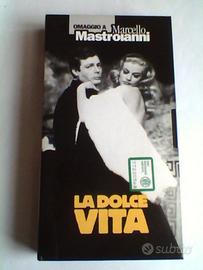 OMAGGIO A Marcello
Mastroianni
LA DOLCE
VITA
subito